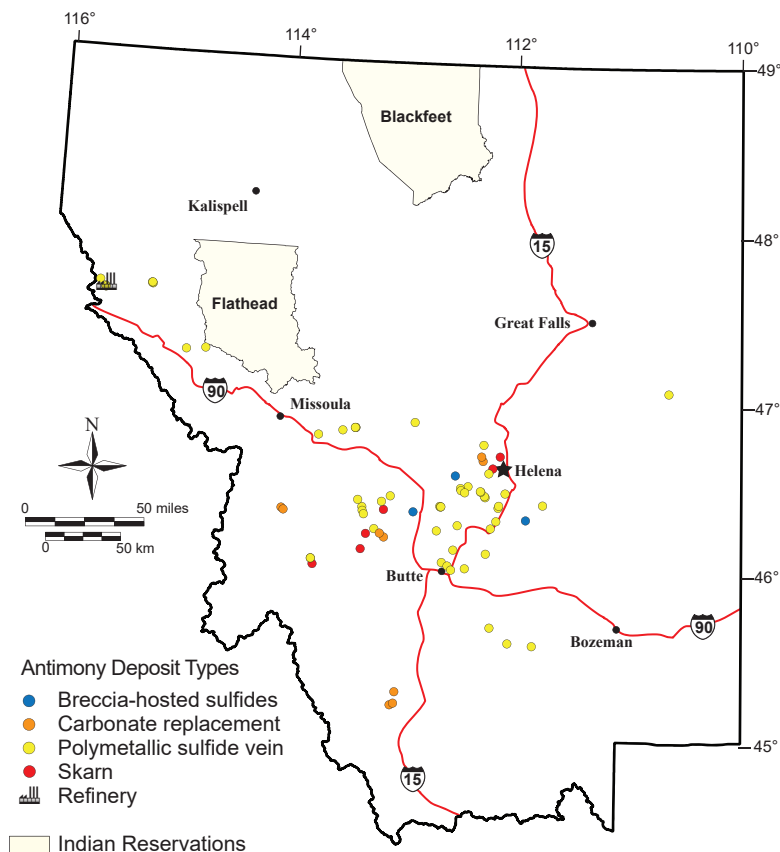 116°
114°
112°
110°
49°
Blackfeet
Kalispell
48°
15
Flathead
Great Falls
90
Missoula
47°
N
Helena
0 50 miles
0 50 km
Butte
46°
Bozeman
90
Antimony Deposit Types
Breccia-hosted sulfides
Carbonate replacement
Polymetallic sulfide vein
Skarn
Refinery
Indian Reservations
45°
15